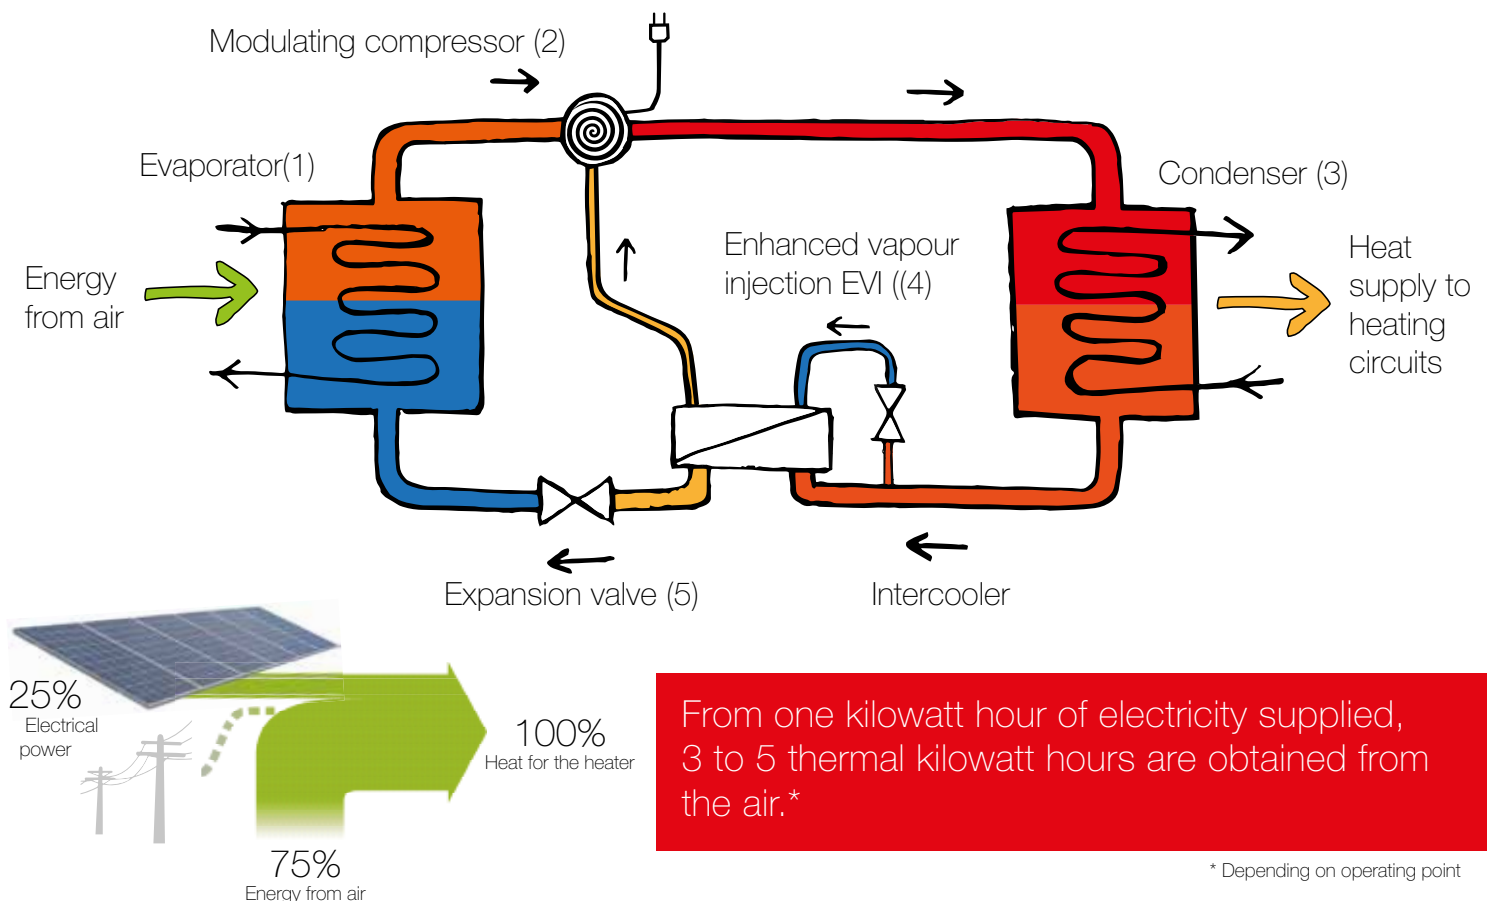 Modulating compressor (2)
Evaporator(1)
Condenser (3)
Energy
from air
Enhanced vapour
injection EVI ((4)
Heat
supply to
heating
circuits
Expansion valve (5)
Intercooler
25%
Electrical
power
100%
Heat for the heater
75%
Energy from air
From one kilowatt hour of electricity supplied,
3 to 5 thermal kilowatt hours are obtained from
the air.*
* Depending on operating point